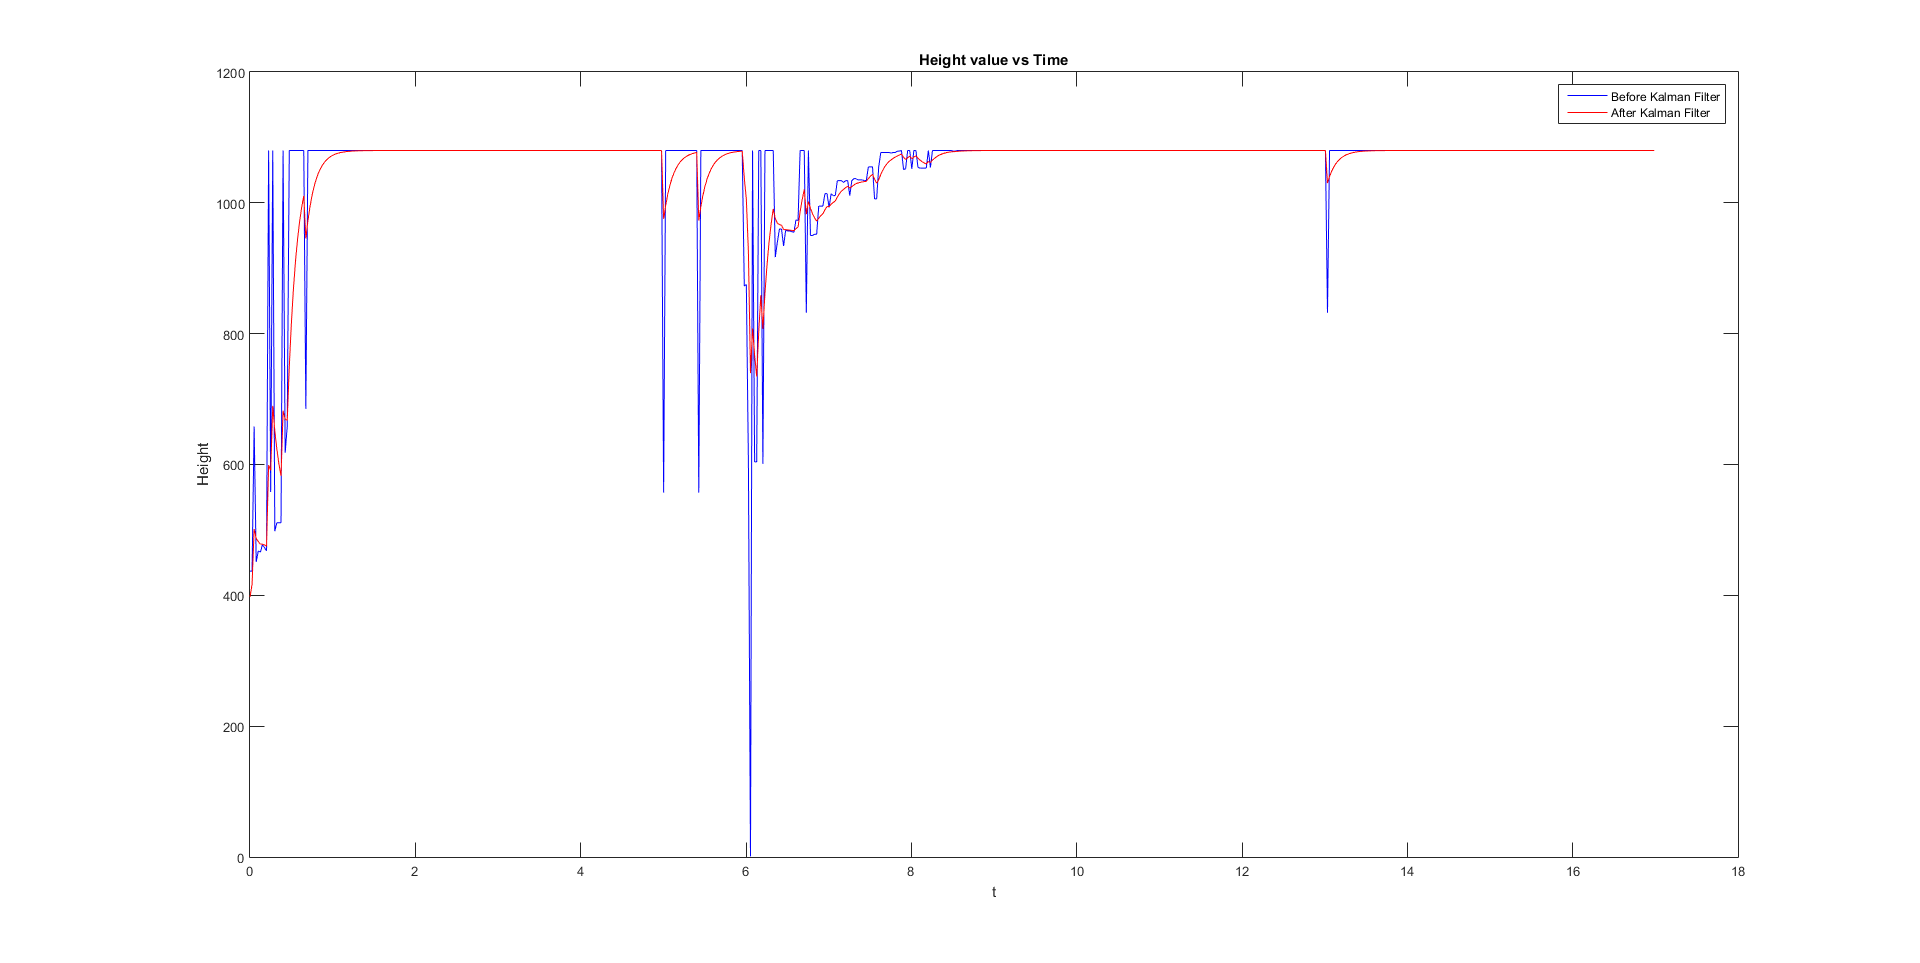 Height value vs Time
1200
Before Kalman Filter
After Kalman Filter
1000
800
Height
600
400
200
0
0 2 4 6 8 10 12 14 16 18
t